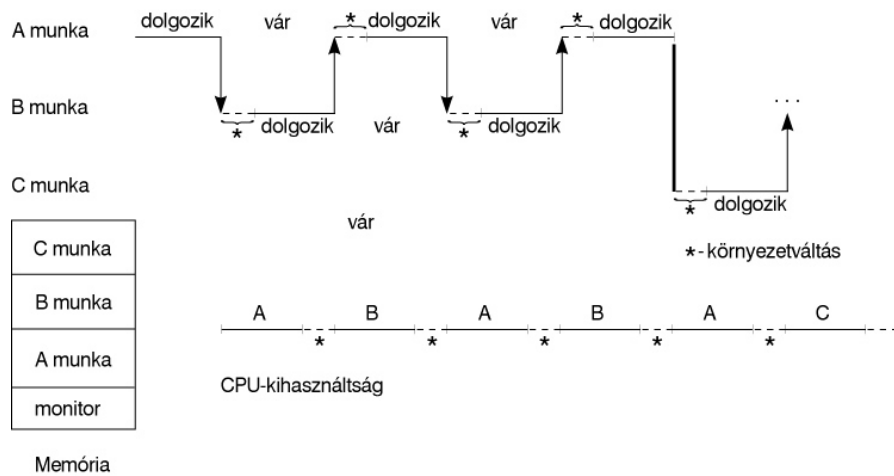 dolgozik vár * dolgozik vár * dolgozik
A munka
B munka
...
* dolgozik vár * dolgozik
C munka
* dolgozik
vár
*- környezetváltás
C munka
B munka
A munka
monitor
Memória
A B A B A C
* * * * *
CPU-kihasználtság